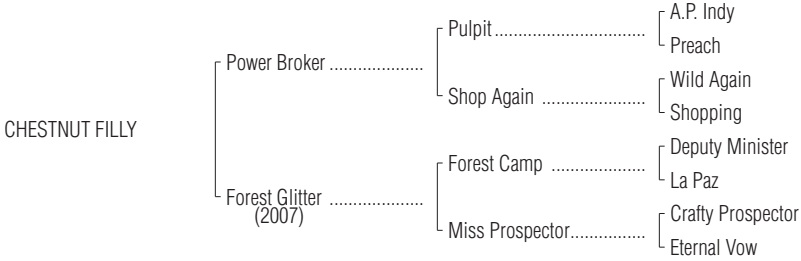 A.P. Indy
Pulpit..............................
Preach
Power Broker ...................
Wild Again
Shop Again .....................
Shopping
CHESTNUT FILLY
Deputy Minister
Forest Camp ...................
La Paz
Forest Glitter ...................
(2007)
Crafty Prospector
Miss Prospector...............
Eternal Vow